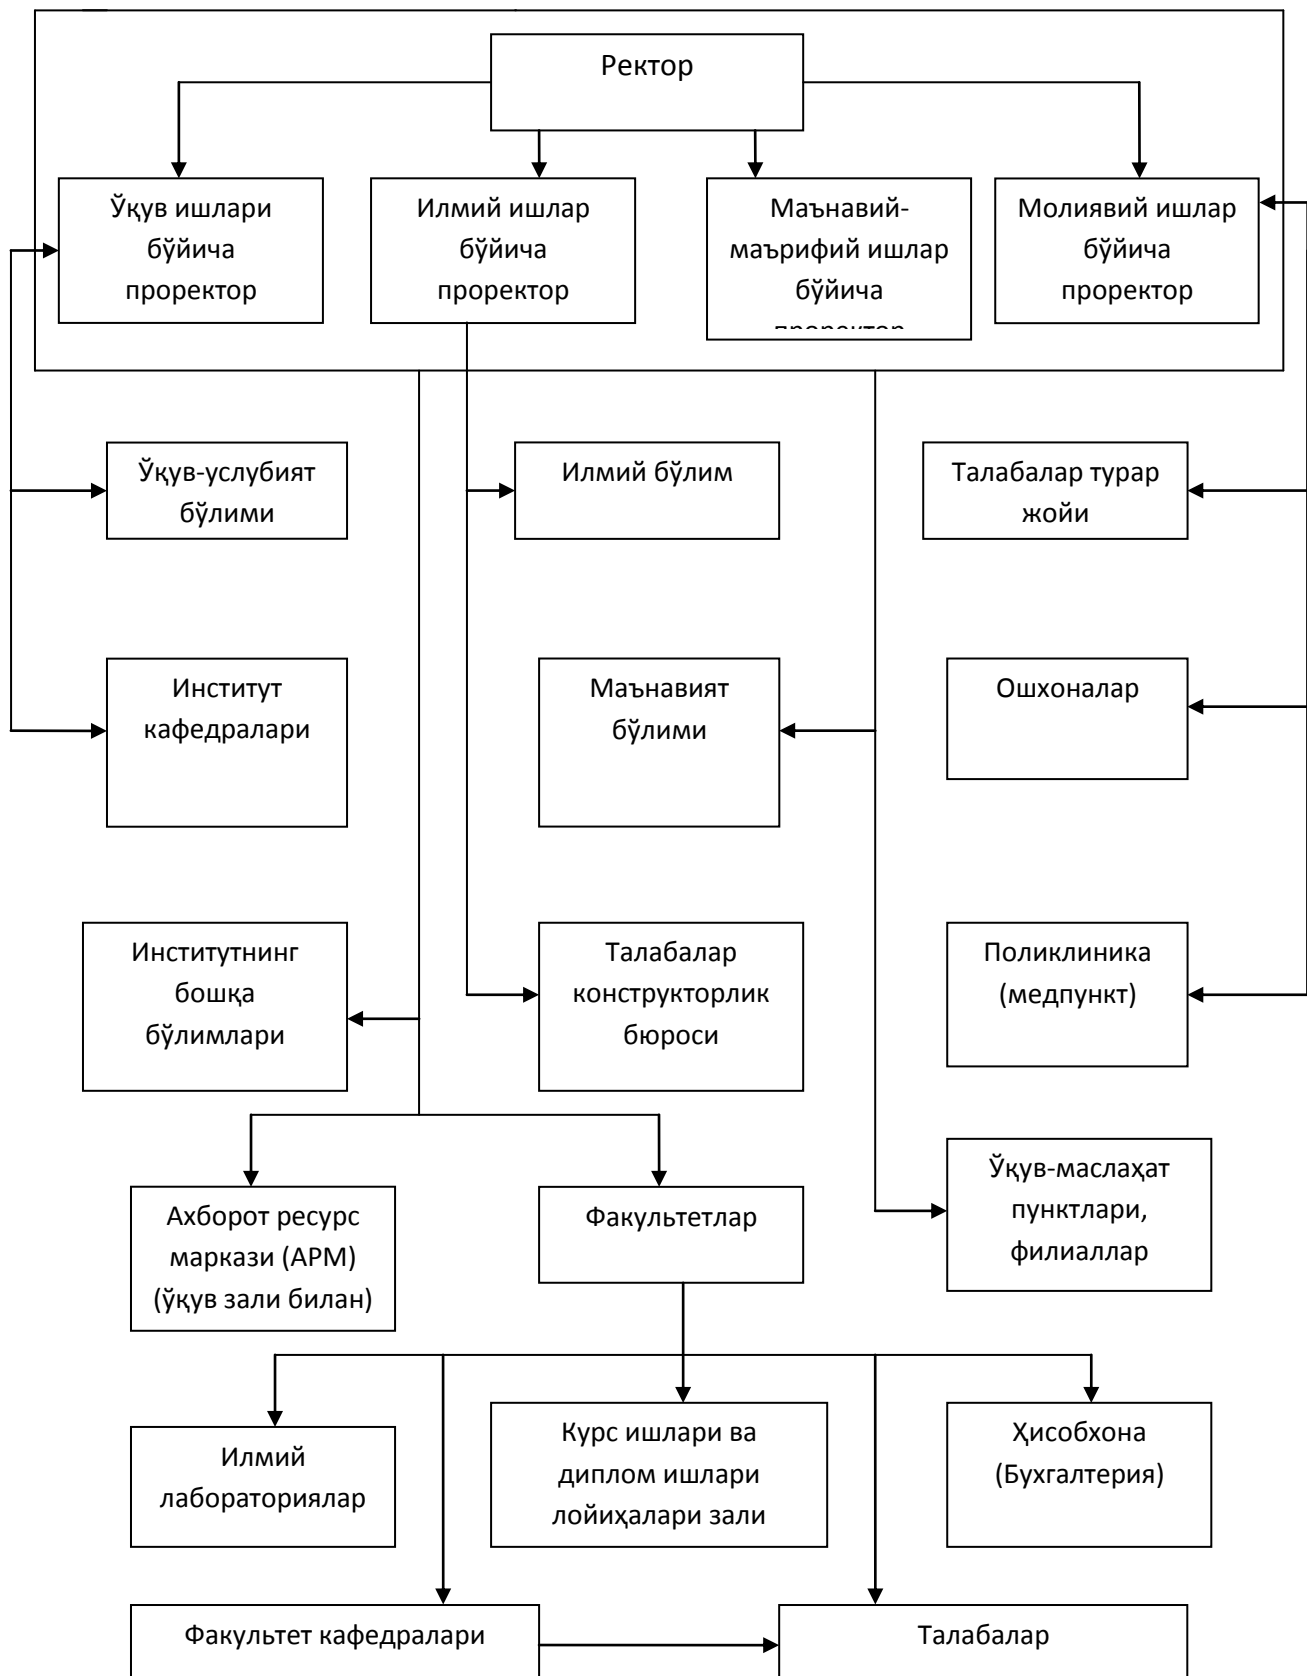 Ректор
Ўқув ишлари
бўйича
проректор
Илмий ишлар
бўйича
проректор
Маънавий-
маърифий ишлар
бўйича
проректор
Молиявий ишлар
бўйича
проректор
Ўқув-услубият
бўлими
Илмий бўлим
Талабалар турар
жойи
Институт
кафедралари
Маънавият
бўлими
Ошхоналар
Институтнинг
бошқа
бўлимлари
Талабалар
конструкторлик
бюроси
Поликлиника
(медпункт)
Ахборот ресурс
маркази (АРМ)
(ўқув зали билан)
Факультетлар
Ўқув-маслаҳат
пунктлари,
филиаллар
Илмий
лабораториялар
Курс ишлари ва
диплом ишлари
лойиҳалари зали
Ҳисобхона
(Бухгалтерия)
Факультет кафедралари
Талабалар